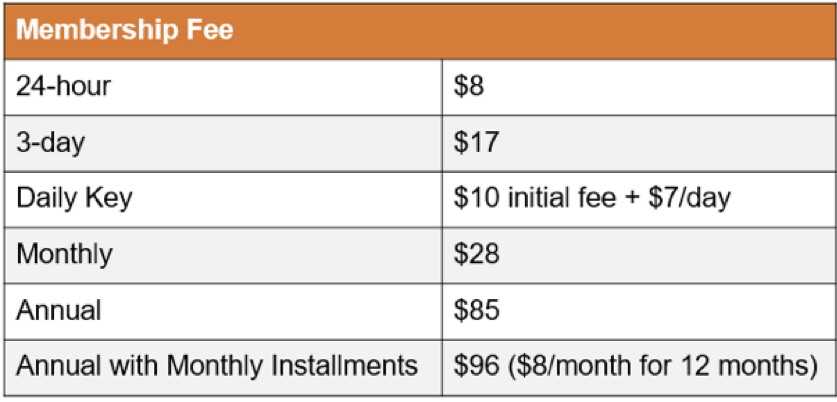 Membership Fee
24-hour $8
3-day $17
Daily Key $10 initial fee + $7/day
Monthly $28
Annual $85
Annual with Monthly Installments $96 ($8/month for 12 months)